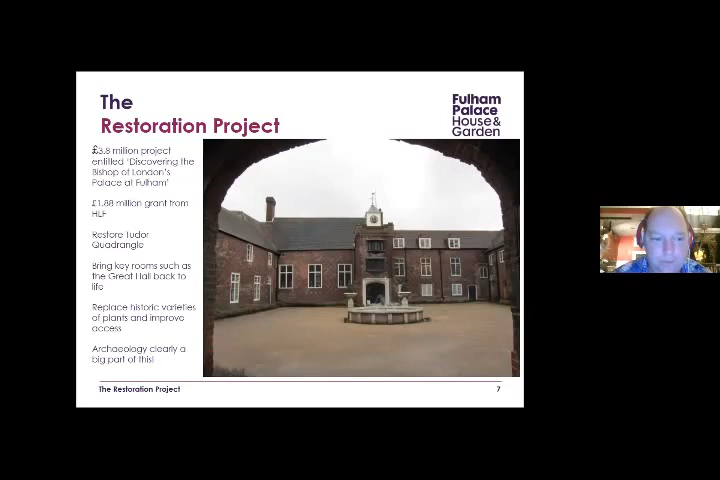 The
Restoration Project
Fulham
Palace
House &
Garden
£3.8 million project
entitled 'Discovering the
Bishop of London's
Palace at Fulham'
£1.88 million grant from
HLF
Restore Tudor
Quadrangle
Bring key rooms such as
the Great Hall back to
life
Replace historic varieties
of plants and improve
access
Archaeology clearly a
big part of this!
The Restoration Project
7